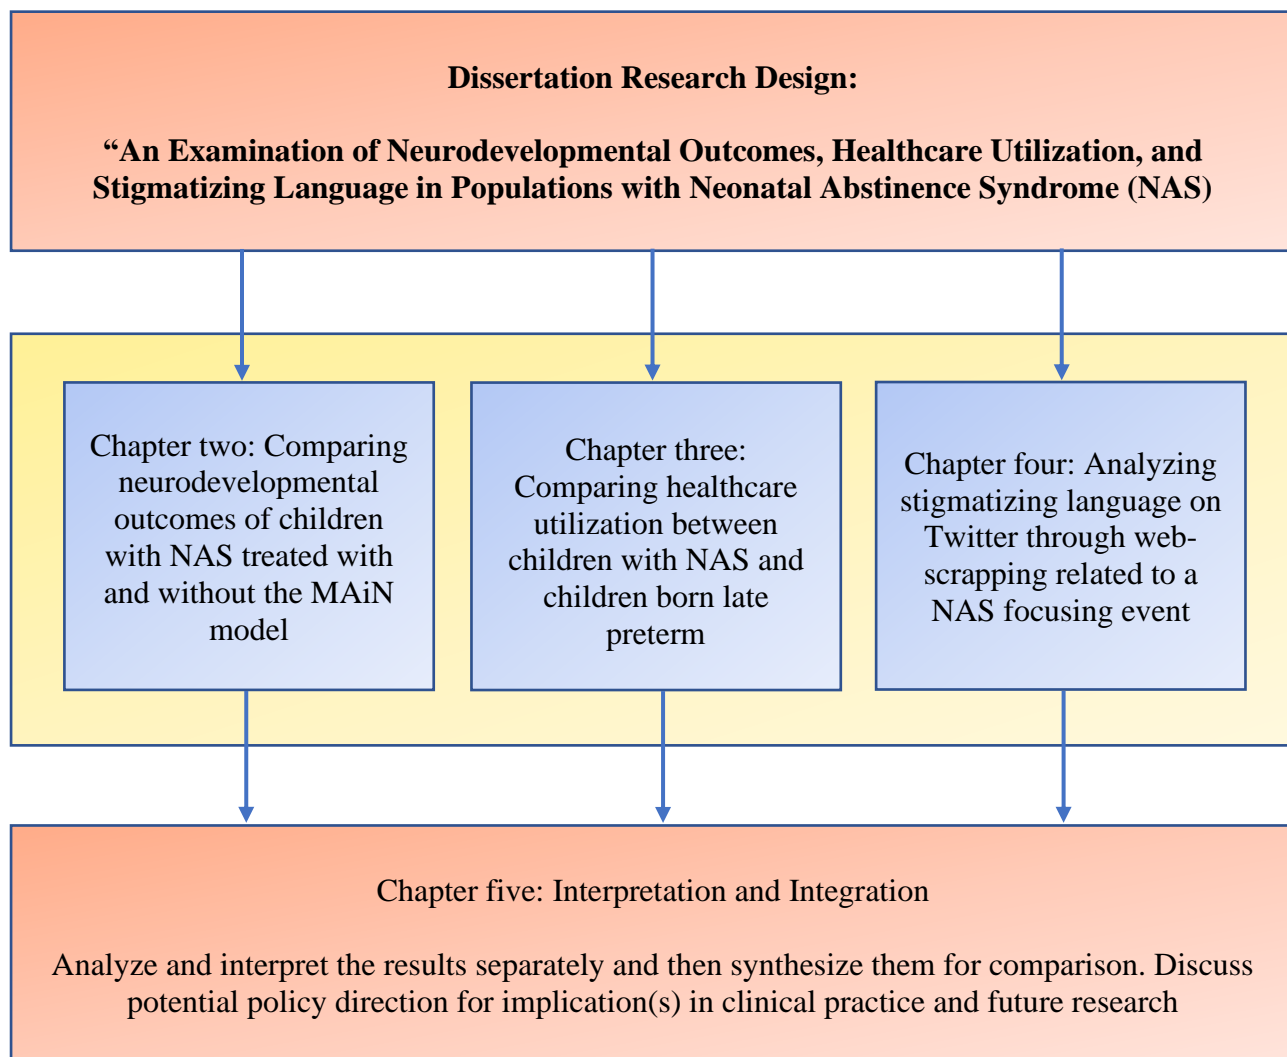 Dissertation Research Design:
“An Examination of Neurodevelopmental Outcomes, Healthcare Utilization, and
Stigmatizing Language in Populations with Neonatal Abstinence Syndrome (NAS)
Chapter two: Comparing
neurodevelopmental
outcomes of children
with NAS treated with
and without the MAiN
model
Chapter three:
Comparing healthcare
utilization between
children with NAS and
children born late
preterm
Chapter four: Analyzing
stigmatizing language on
Twitter through web-
scrapping related to a
NAS focusing event
Chapter five: Interpretation and Integration
Analyze and interpret the results separately and then synthesize them for comparison. Discuss
potential policy direction for implication(s) in clinical practice and future research